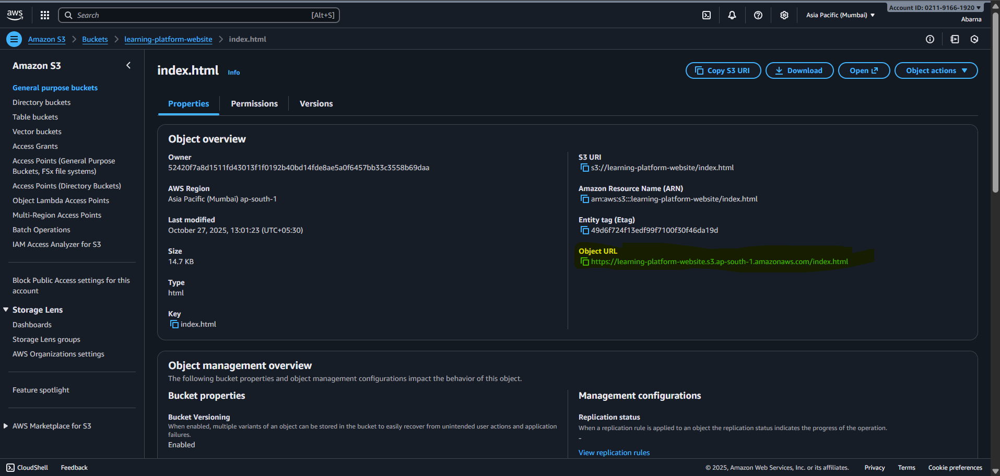 aws
Search
[Alt+S]
Asia Pacific (Mumbai)
Account ID: 0211-9166-1920
Abarna
Amazon S3
Buckets
learning-platform-website
index.html
Amazon S3
General purpose buckets
Directory buckets
Table buckets
Vector buckets
Access Grants
Access Points (General Purpose
Buckets, FSx file systems)
Access Points (Directory Buckets)
Object Lambda Access Points
Multi-Region Access Points
Batch Operations
IAM Access Analyzer for S3
Block Public Access settings for this
account
Storage Lens
Dashboards
Storage Lens groups
AWS Organizations settings
Feature spotlight
AWS Marketplace for S3
index.html Info
Copy S3 URI
Download
Open
Object actions
Properties
Permissions
Versions
Object overview
Owner
52420f7a8d1511fd43013f1f0192b40bd14fde8ae5a0f6457bb33c3558b69daa
AWS Region
Asia Pacific (Mumbai) ap-south-1
Last modified
October 27, 2025, 13:01:23 (UTC+05:30)
Size
14.7 KB
Type
html
Key
index.html
S3 URI
s3://learning-platform-website/index.html
Amazon Resource Name (ARN)
arn:aws:s3:::learning-platform-website/index.html
Entity tag (Etag)
49d6f724f13edf99f7100f30f46da19d
Object URL
https://learning-platform-website.s3.ap-south-1.amazonaws.com/index.html
Object management overview
The following bucket properties and object management configurations impact the behavior of this object.
Bucket properties
Bucket Versioning
When enabled, multiple variants of an object can be stored in the bucket to easily recover from unintended user actions and application
failures.
Enabled
Management configurations
Replication status
When a replication rule is applied to an object the replication status indicates the progress of the operation.
-
View replication rules
CloudShell
Feedback
© 2025, Amazon Web Services, Inc. or its affiliates.
Privacy
Terms
Cookie preferences